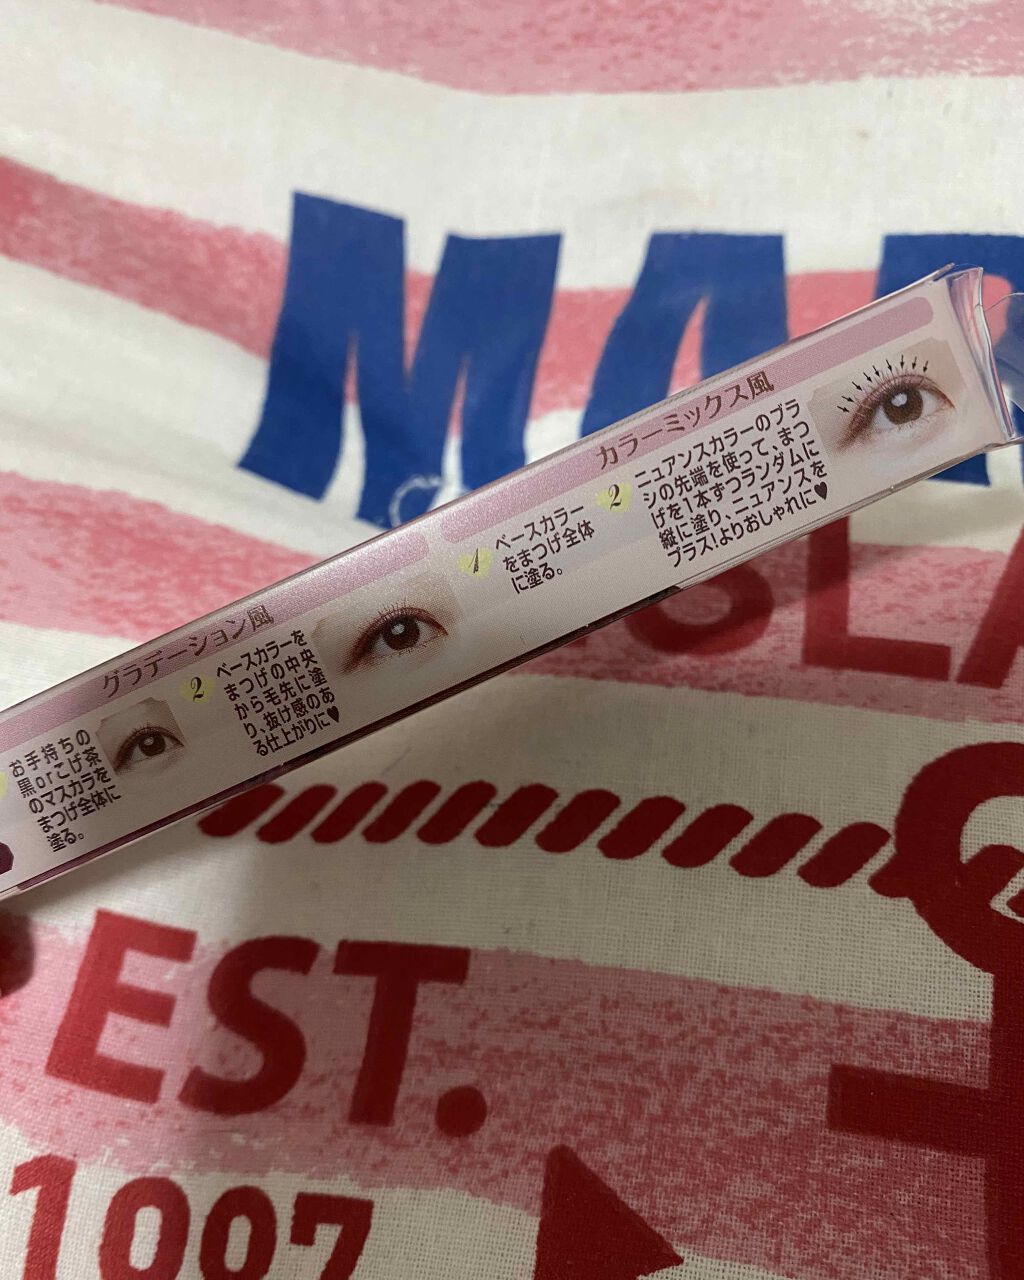 グラデーション風
お手持ちの
黒orこげ茶
のマスカラを
まつげ全体に
塗る。
2
ベースカラーを
まつげの中央
から毛先に塗
り、抜け感のあ
る仕上がりに♥
カラーミックス風
1
ベースカラー
をまつげ全体
に塗る。
2
ニュアンスカラーのブラ
シの先端を使って、まつ
げを1本ずつランダムに
縦に塗り、ニュアンスを
プラス!よりおしゃれに♥
EST.